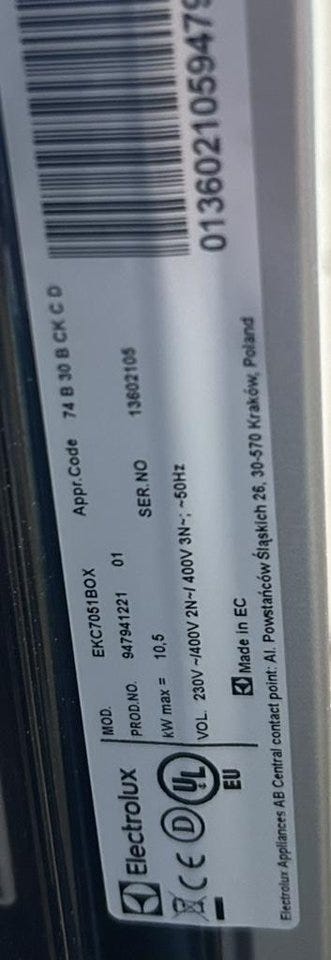 0136021059479
Appr.Code 74 B 30 B CK C D
Electrolux
MOD. EKC7051BOX
PROD.NO. 947941221 01
SER.NO 13602105
kW max = 10,5
VOL. 230V ~/400V 2N~/ 400V 3N~; ~50Hz
CE D UL
EU
Made in EC
Electrolux Appliances AB Central contact point: Al. Powstańców Śląskich 26, 30-570 Kraków, Poland